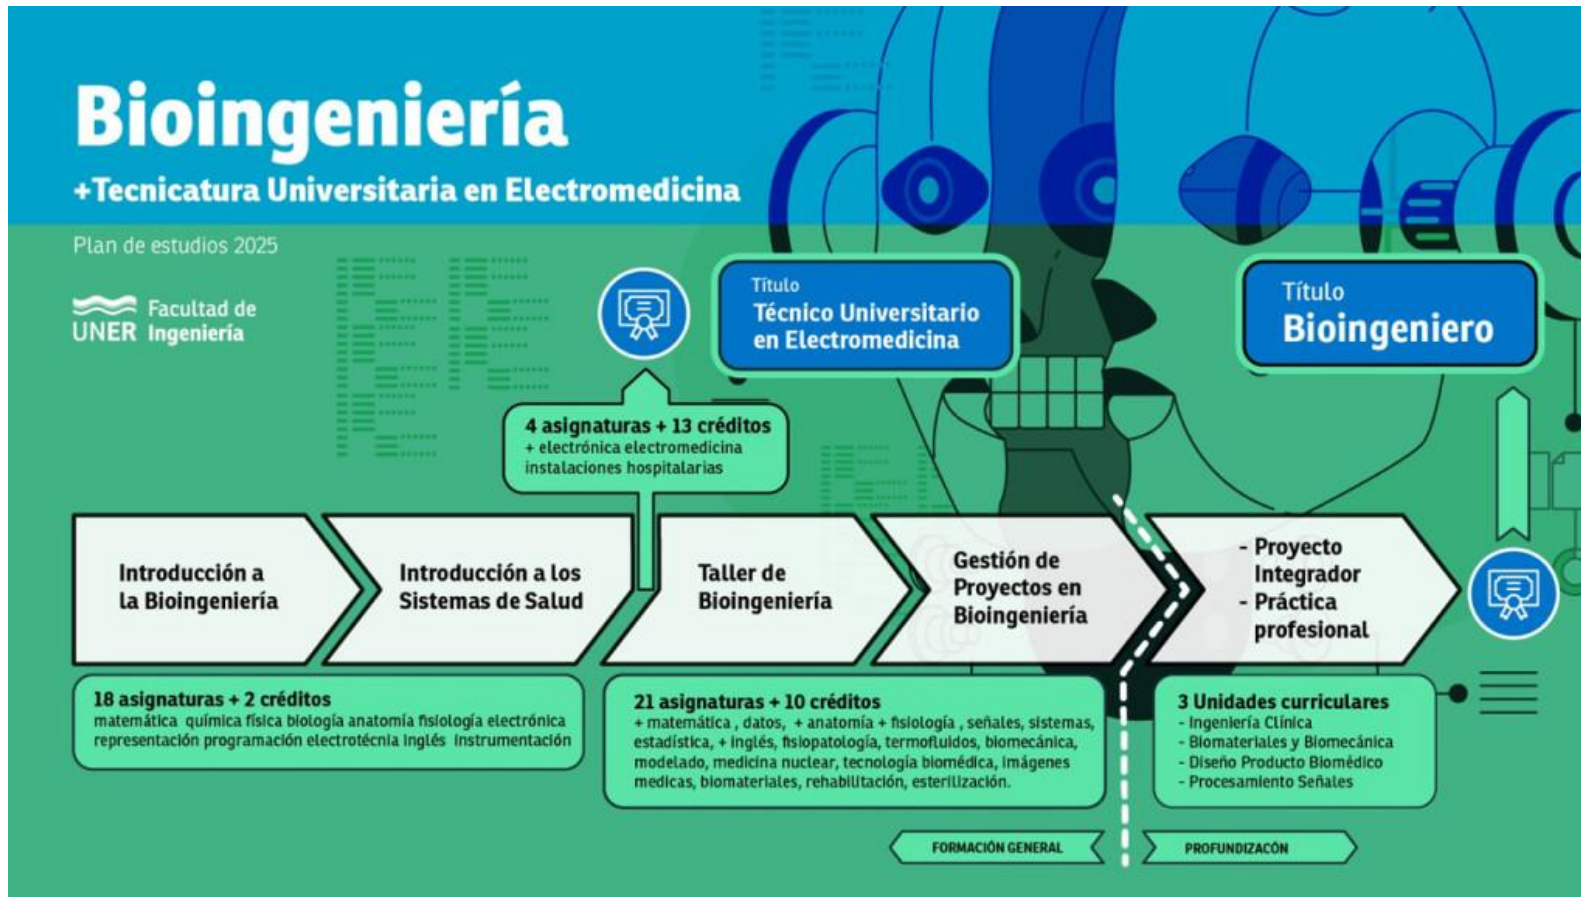 Bioingeniería
+Tecnicatura Universitaria en Electromedicina
Plan de estudios 2025
UNER
Facultad de
Ingeniería
Título
Técnico Universitario
en Electromedicina
Título
Bioingeniero
4 asignaturas + 13 créditos
+ electrónica electromedicina
instalaciones hospitalarias
Introducción a
la Bioingeniería
Introducción a los
Sistemas de Salud
Taller de
Bioingeniería
Gestión de
Proyectos en
Bioingeniería
- Proyecto
Integrador
- Práctica
profesional
18 asignaturas + 2 créditos
matemática química física biología anatomía fisiología electrónica
representación programación electrotécnia Inglés instrumentación
21 asignaturas + 10 créditos
+ matemática , datos, + anatomía + fisiología , señales, sistemas,
estadística, + inglés, fisiopatología, termofluidos, biomecánica,
modelado, medicina nuclear, tecnología biomédica, imágenes
medicas, biomateriales, rehabilitación, esterilización.
3 Unidades curriculares
- Ingeniería Clínica
- Biomateriales y Biomecánica
- Diseño Producto Biomédico
- Procesamiento Señales
FORMACIÓN GENERAL
PROFUNDIZACÓN